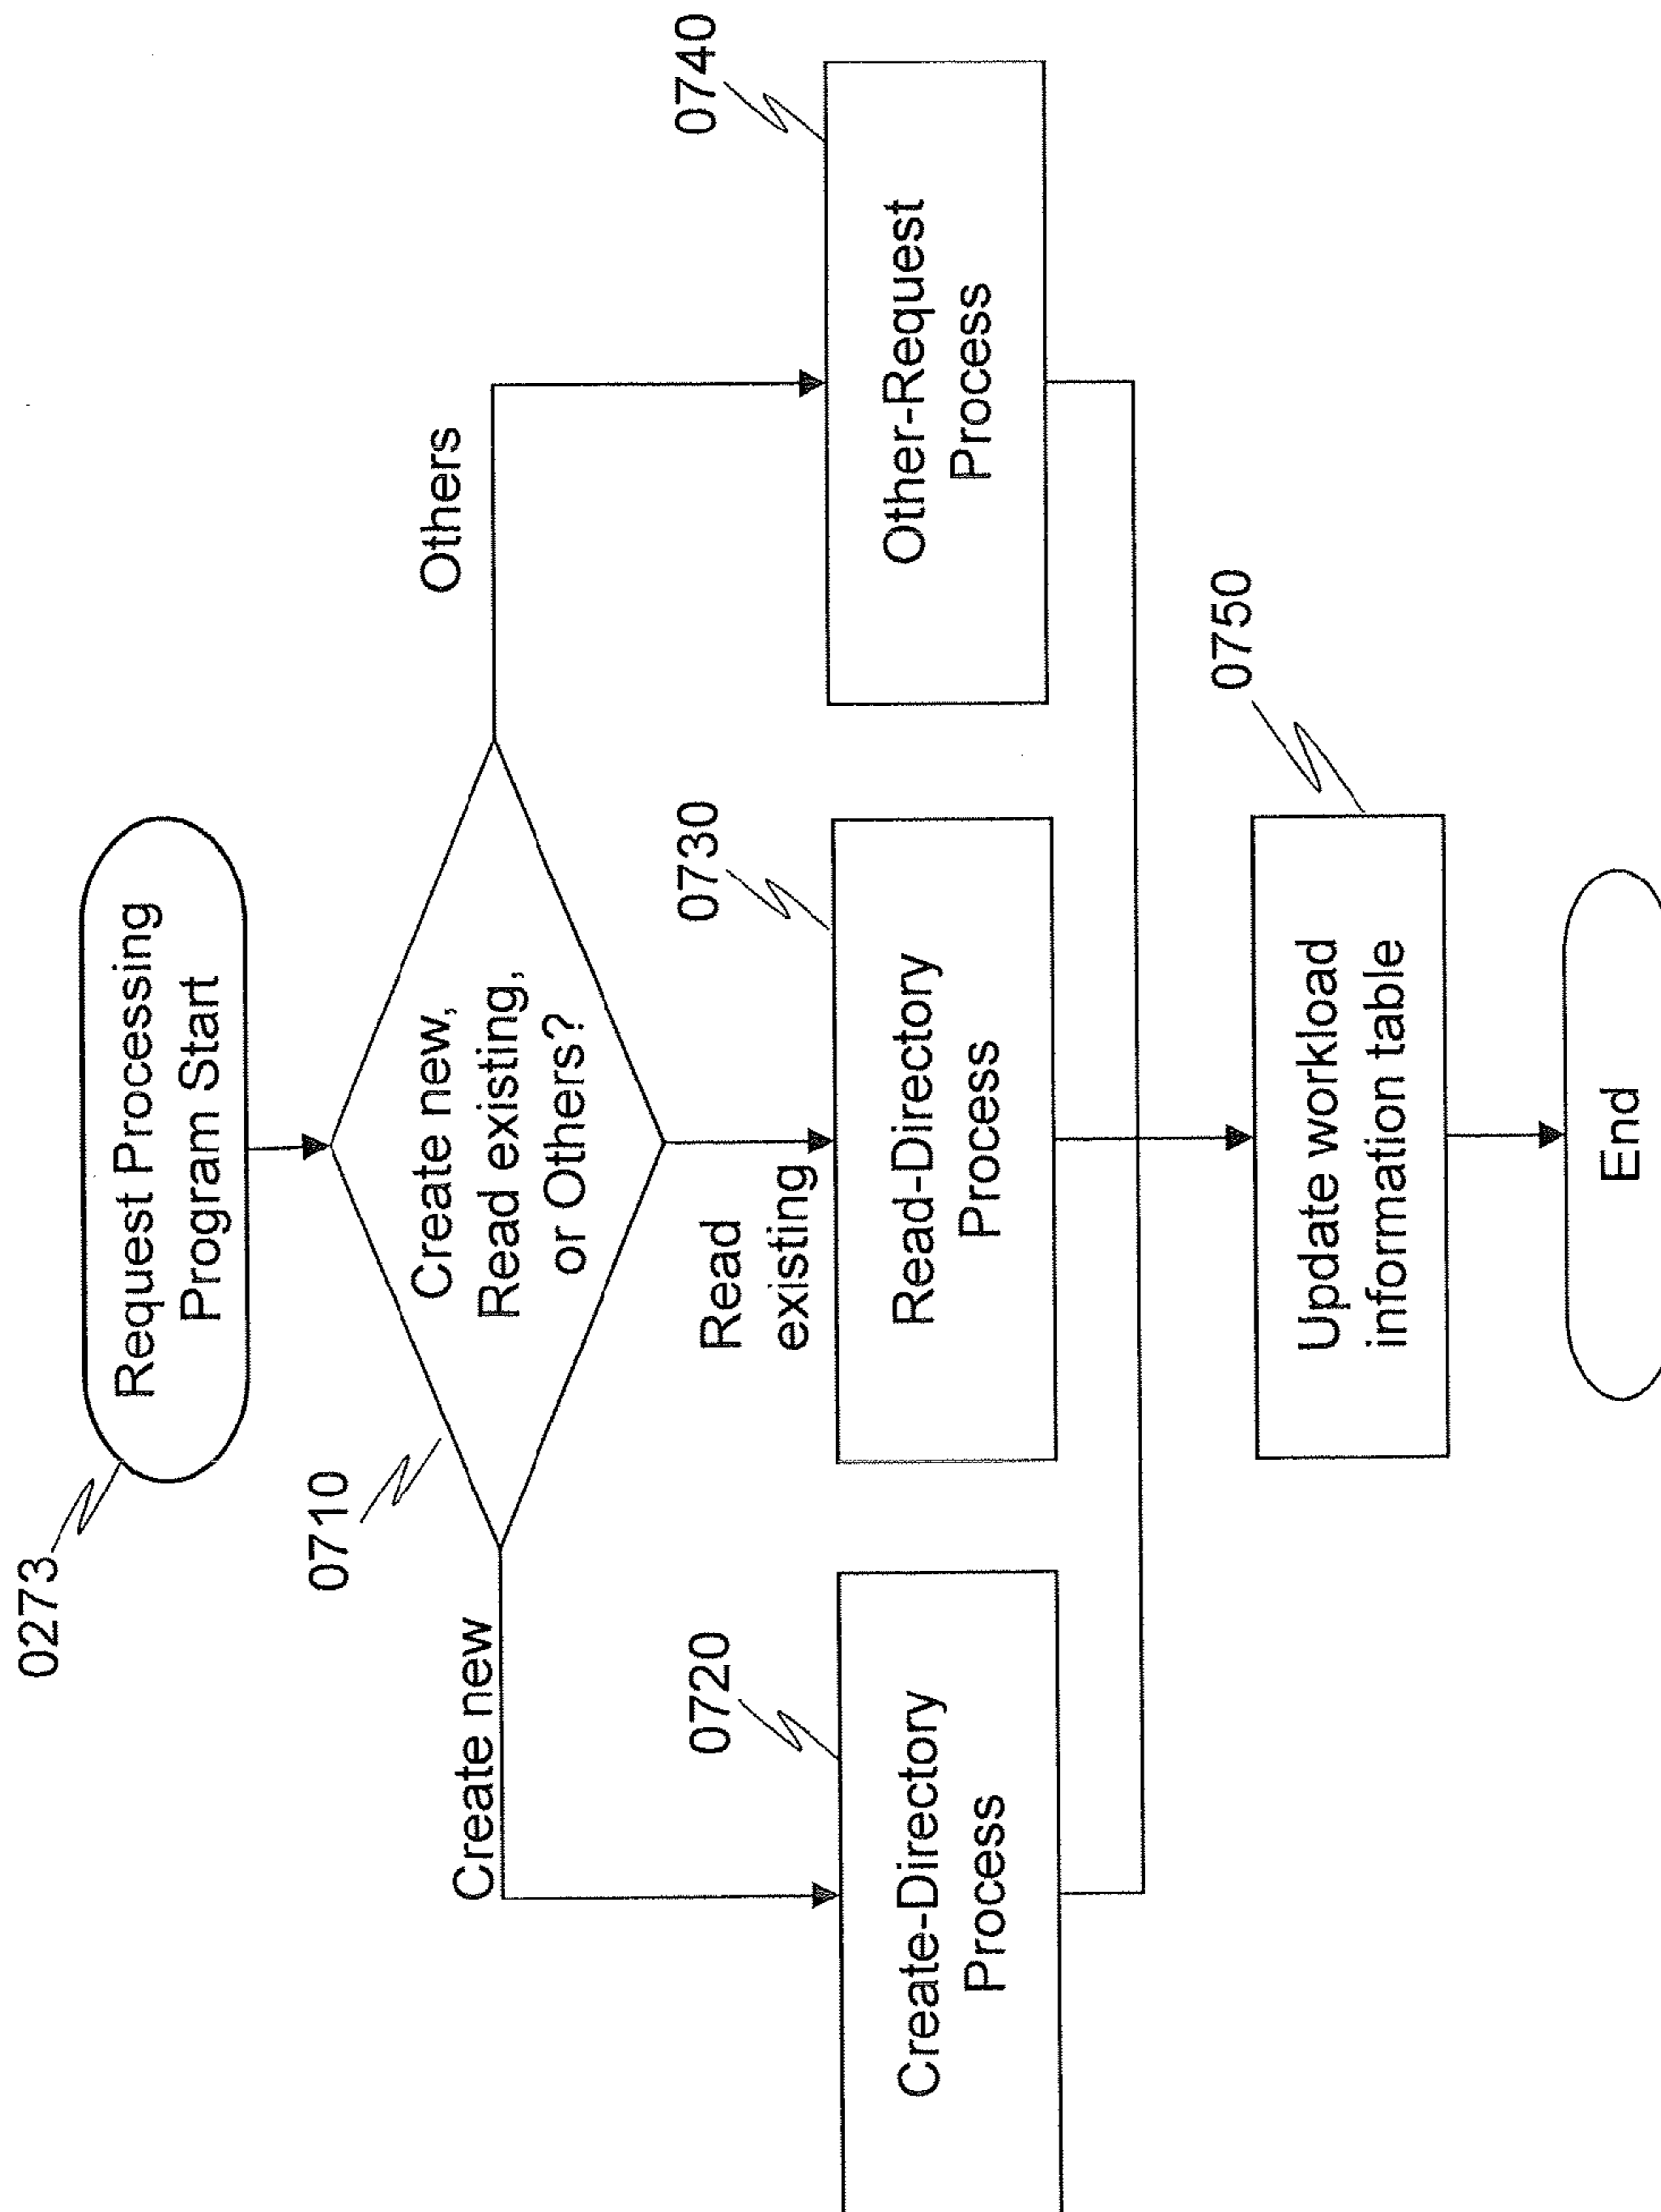 0273
Request Processing
Program Start
0710
Create new,
Read existing,
or Others?
Create new
Read
existing
Others
0720
Create-Directory
Process
0730
Read-Directory
Process
0740
Other-Request
Process
0750
Update workload
information table
End